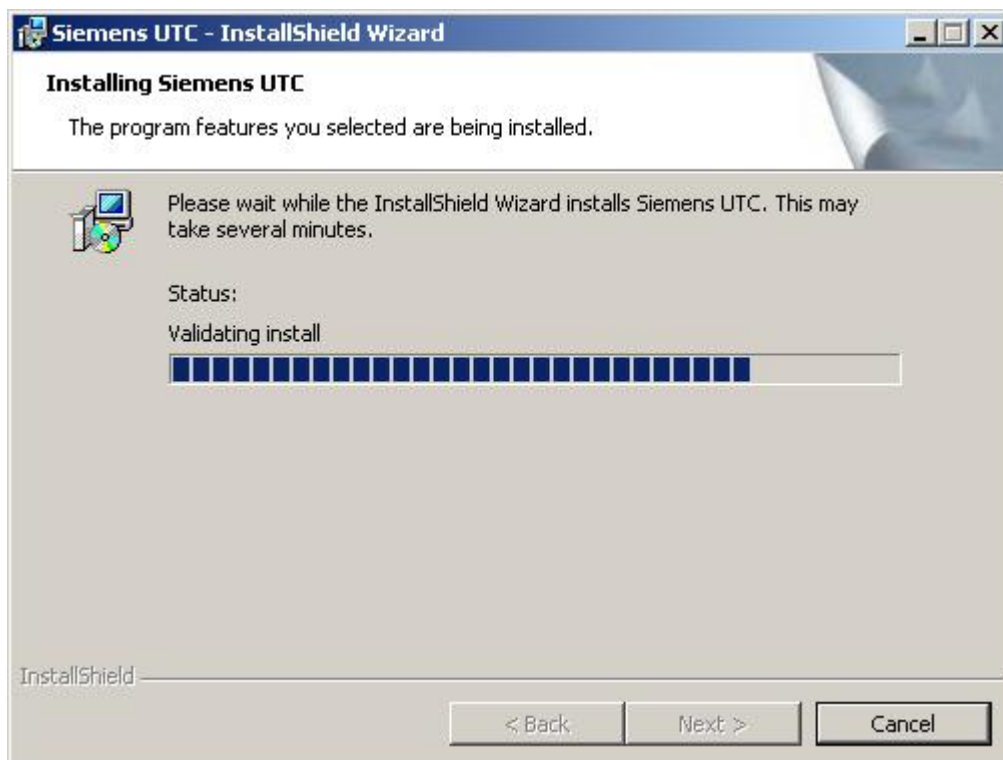 Siemens UTC - InstallShield Wizard
Installing Siemens UTC
The program features you selected are being installed.
Please wait while the InstallShield Wizard installs Siemens UTC. This may
take several minutes.
Status:
Validating install
InstallShield
< Back
Next >
Cancel